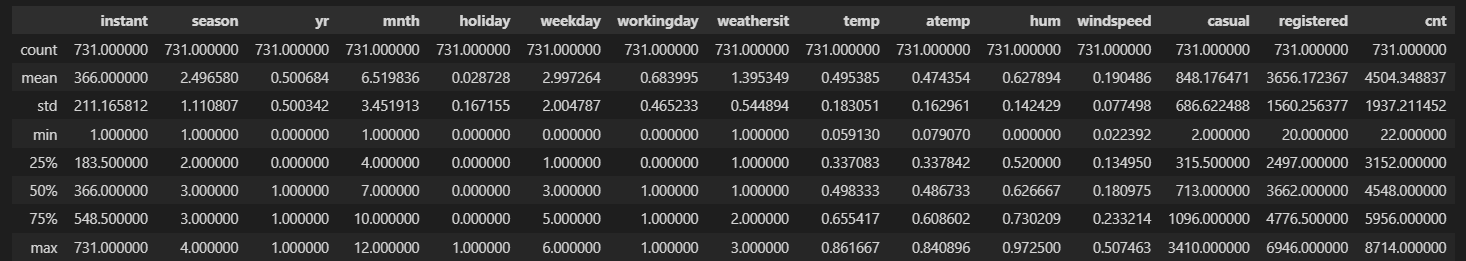 instant season yr mnth holiday weekday workingday weathersit temp atemp hum windspeed casual registered cnt
count 731.000000 731.000000 731.000000 731.000000 731.000000 731.000000 731.000000 731.000000 731.000000 731.000000 731.000000 731.000000 731.000000 731.000000 731.000000
mean 366.000000 2.496580 0.500684 6.519836 0.028728 2.997264 0.683995 1.395349 0.495385 0.474354 0.627894 0.190486 848.176471 3656.172367 4504.348837
std 211.165812 1.110807 0.500342 3.451913 0.167155 2.004787 0.465233 0.544894 0.183051 0.162961 0.142429 0.077498 686.622488 1560.256377 1937.211452
min 1.000000 1.000000 0.000000 1.000000 0.000000 0.000000 0.000000 1.000000 0.059130 0.079070 0.000000 0.022392 2.000000 20.000000 22.000000
25% 183.500000 2.000000 0.000000 4.000000 0.000000 1.000000 0.000000 1.000000 0.337083 0.337842 0.520000 0.134950 315.500000 2497.000000 3152.000000
50% 366.000000 3.000000 1.000000 7.000000 0.000000 3.000000 1.000000 1.000000 0.498333 0.486733 0.626667 0.180975 713.000000 3662.000000 4548.000000
75% 548.500000 3.000000 1.000000 10.000000 0.000000 5.000000 1.000000 2.000000 0.655417 0.608602 0.730209 0.233214 1096.000000 4776.500000 5956.000000
max 731.000000 4.000000 1.000000 12.000000 1.000000 6.000000 1.000000 3.000000 0.861667 0.840896 0.972500 0.507463 3410.000000 6946.000000 8714.000000